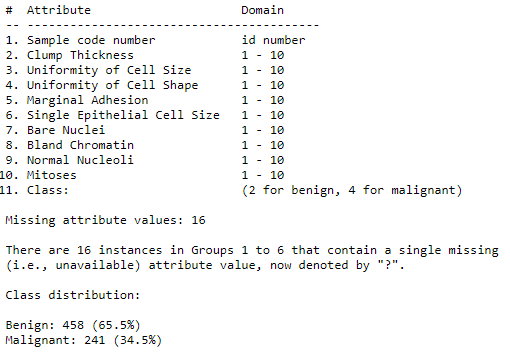 # Attribute Domain
-- -----------------------------------------
1. Sample code number id number
2. Clump Thickness 1 - 10
3. Uniformity of Cell Size 1 - 10
4. Uniformity of Cell Shape 1 - 10
5. Marginal Adhesion 1 - 10
6. Single Epithelial Cell Size 1 - 10
7. Bare Nuclei 1 - 10
8. Bland Chromatin 1 - 10
9. Normal Nucleoli 1 - 10
10. Mitoses 1 - 10
11. Class: (2 for benign, 4 for malignant)
Missing attribute values: 16
There are 16 instances in Groups 1 to 6 that contain a single missing
(i.e., unavailable) attribute value, now denoted by "?".
Class distribution:
Benign: 458 (65.5%)
Malignant: 241 (34.5%)